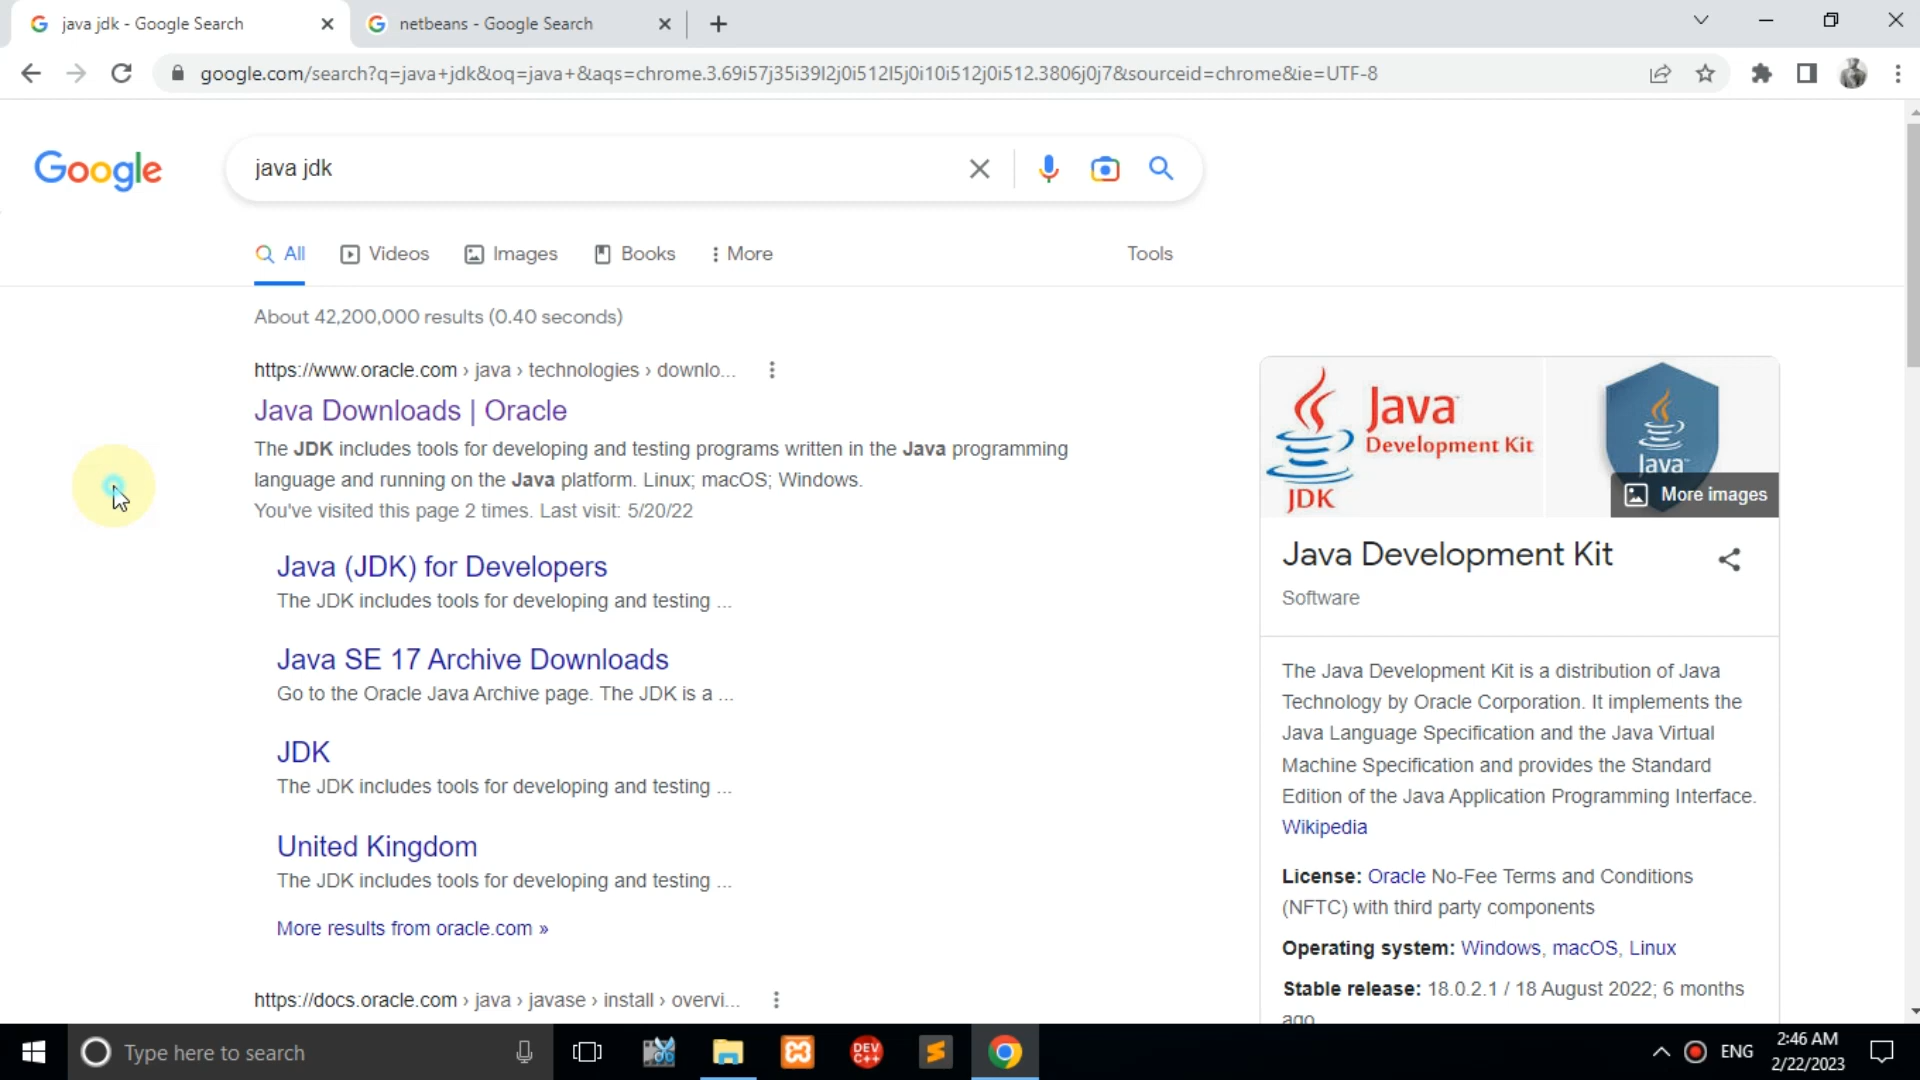 java jdk - Google Search
netbeans - Google Search
google.com/search?q=java+jdk&oq=java+&aqs=chrome.3.69i57j35i39l2j0i512l5j0i10i512j0i512.3806j0j7&sourceid=chrome&ie=UTF-8
Google
java jdk
All
Videos
Images
Books
More
Tools
About 42,200,000 results (0.40 seconds)
https://www.oracle.com › java › technologies › downlo...
Java Downloads | Oracle
The JDK includes tools for developing and testing programs written in the Java programming
language and running on the Java platform. Linux; macOS; Windows.
You've visited this page 2 times. Last visit: 5/20/22
Java (JDK) for Developers
The JDK includes tools for developing and testing ...
Java SE 17 Archive Downloads
Go to the Oracle Java Archive page. The JDK is a ...
JDK
The JDK includes tools for developing and testing ...
United Kingdom
The JDK includes tools for developing and testing ...
More results from oracle.com »
https://docs.oracle.com › java › javase › install › overvi...
Java
Development Kit
JDK
Java
More images
Java Development Kit
Software
The Java Development Kit is a distribution of Java
Technology by Oracle Corporation. It implements the
Java Language Specification and the Java Virtual
Machine Specification and provides the Standard
Edition of the Java Application Programming Interface.
Wikipedia
License: Oracle No-Fee Terms and Conditions
(NFTC) with third party components
Operating system: Windows, macOS, Linux
Stable release: 18.0.2.1 / 18 August 2022; 6 months
ago
Type here to search
DEV
C++
ENG
2:46 AM
2/22/2023